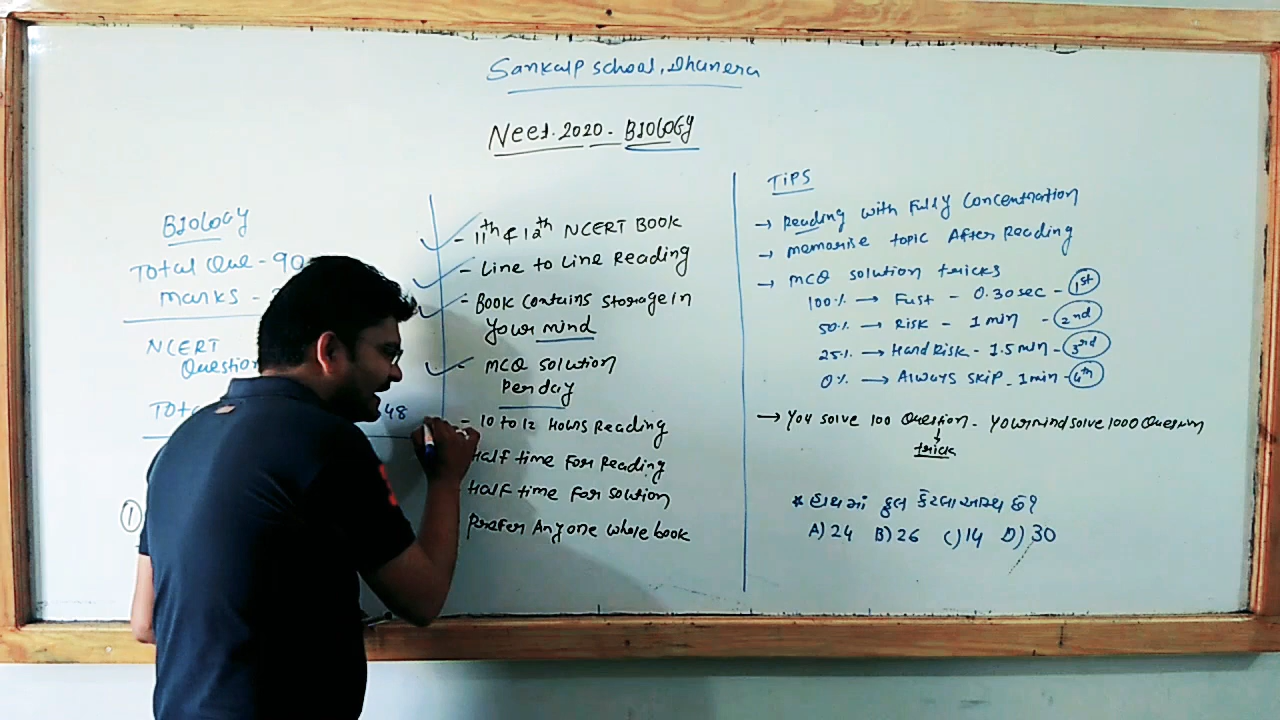 Sankalp school, Dhanera
Neet-2020-BIOLOGY
BIOLOGY
Total Que - 90
Marks -
NCERT
Question
48
①
- 11th & 12th NCERT BOOK
- Line to Line Reading
- Book contains storage in
your mind
- MCQ solution
Per day
- 10 to 12 Hours Reading
Half time For Reading
Half time For Solution
Prefer Anyone whole book
TIPS
→ Reading with Fully Concentration
→ memorise topic After Reading
→ MCQ solution tricks
100% → Fast - 0.30 sec - 1st
50% → Risk - 1 min - 2nd
25% → Hard Risk - 1.5 min - 3rd
0% → Always skip - 1 min - 4th
→ You solve 100 Question - Your mind solve 1000 Question
↓
trick
* હાથમાં કુલ કેટલા અસ્થિ છે?
A) 24 B) 26 C) 14 D) 30